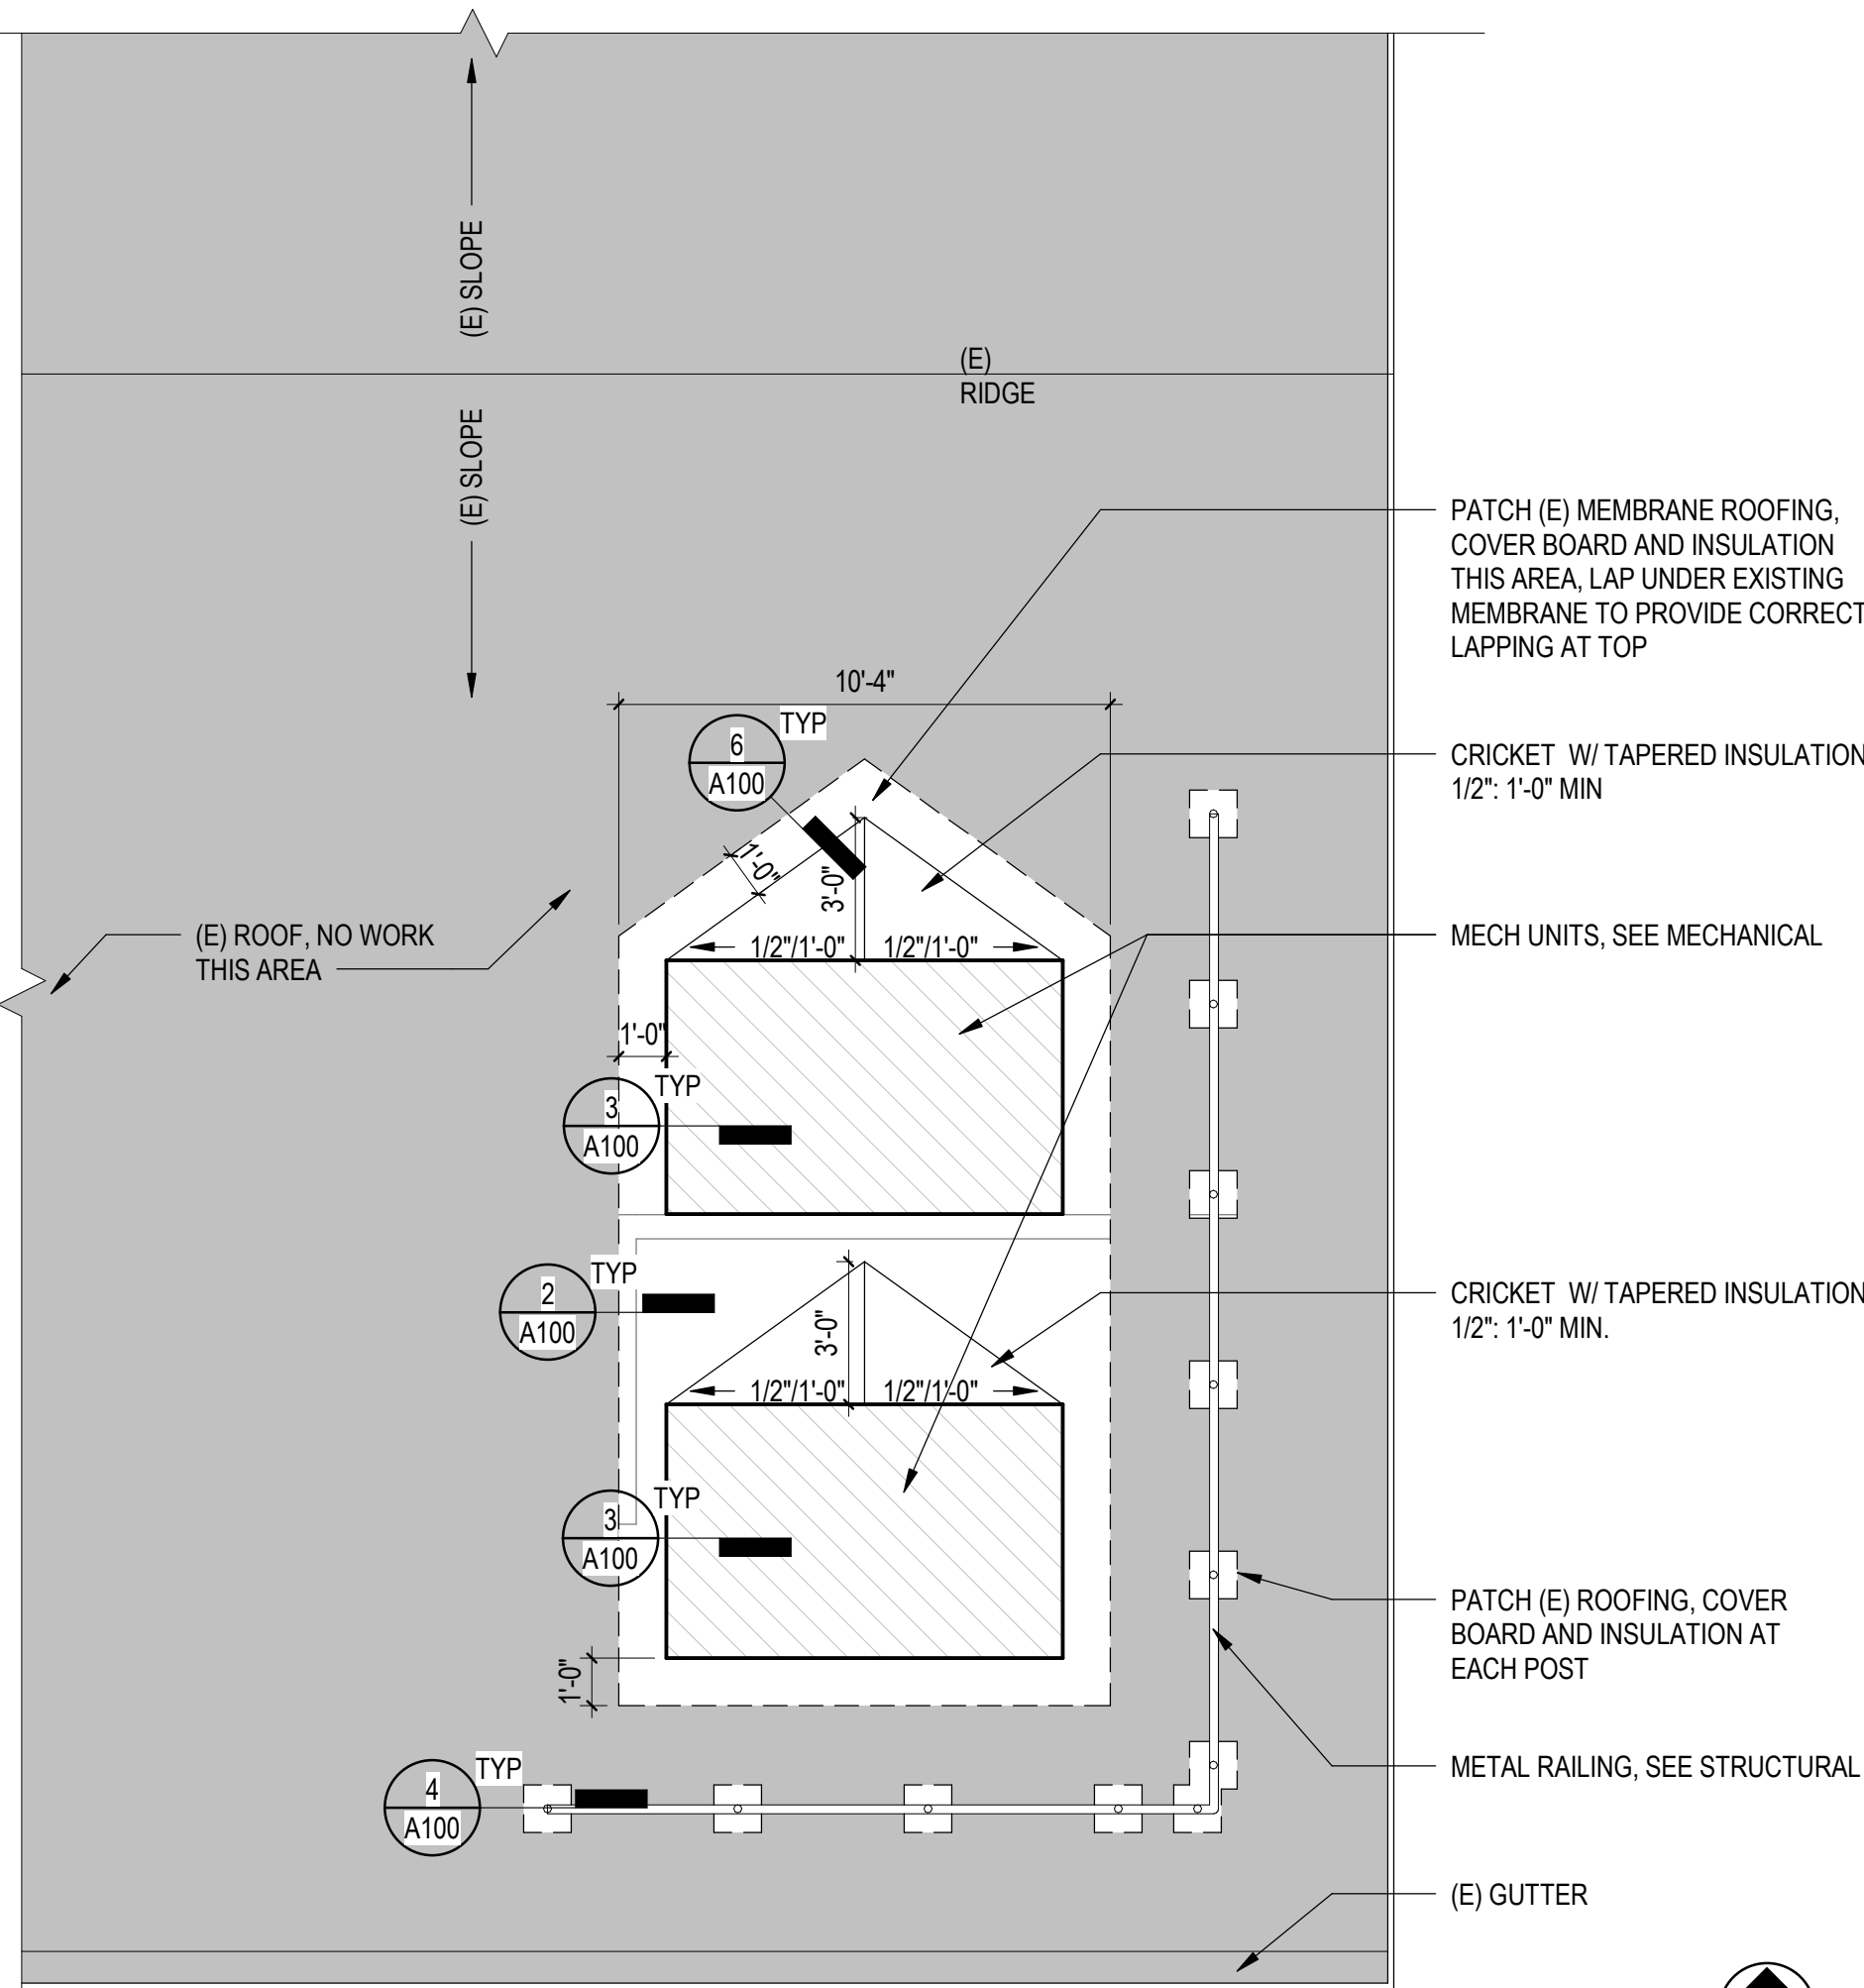 (E) SLOPE
(E)
RIDGE
(E) SLOPE
PATCH (E) MEMBRANE ROOFING,
COVER BOARD AND INSULATION
THIS AREA, LAP UNDER EXISTING
MEMBRANE TO PROVIDE CORRECT
LAPPING AT TOP
10'-4"
TYP
6
A100
CRICKET W/ TAPERED INSULATION
1/2": 1'-0" MIN
1'-0"
3'-0"
(E) ROOF, NO WORK
THIS AREA
1/2"/1'-0"
1/2"/1'-0"
MECH UNITS, SEE MECHANICAL
1'-0"
TYP
3
A100
TYP
2
A100
CRICKET W/ TAPERED INSULATION
1/2": 1'-0" MIN.
3'-0"
1/2"/1'-0"
1/2"/1'-0"
TYP
3
A100
PATCH (E) ROOFING, COVER
BOARD AND INSULATION AT
EACH POST
1'-0"
METAL RAILING, SEE STRUCTURAL
TYP
4
A100
(E) GUTTER